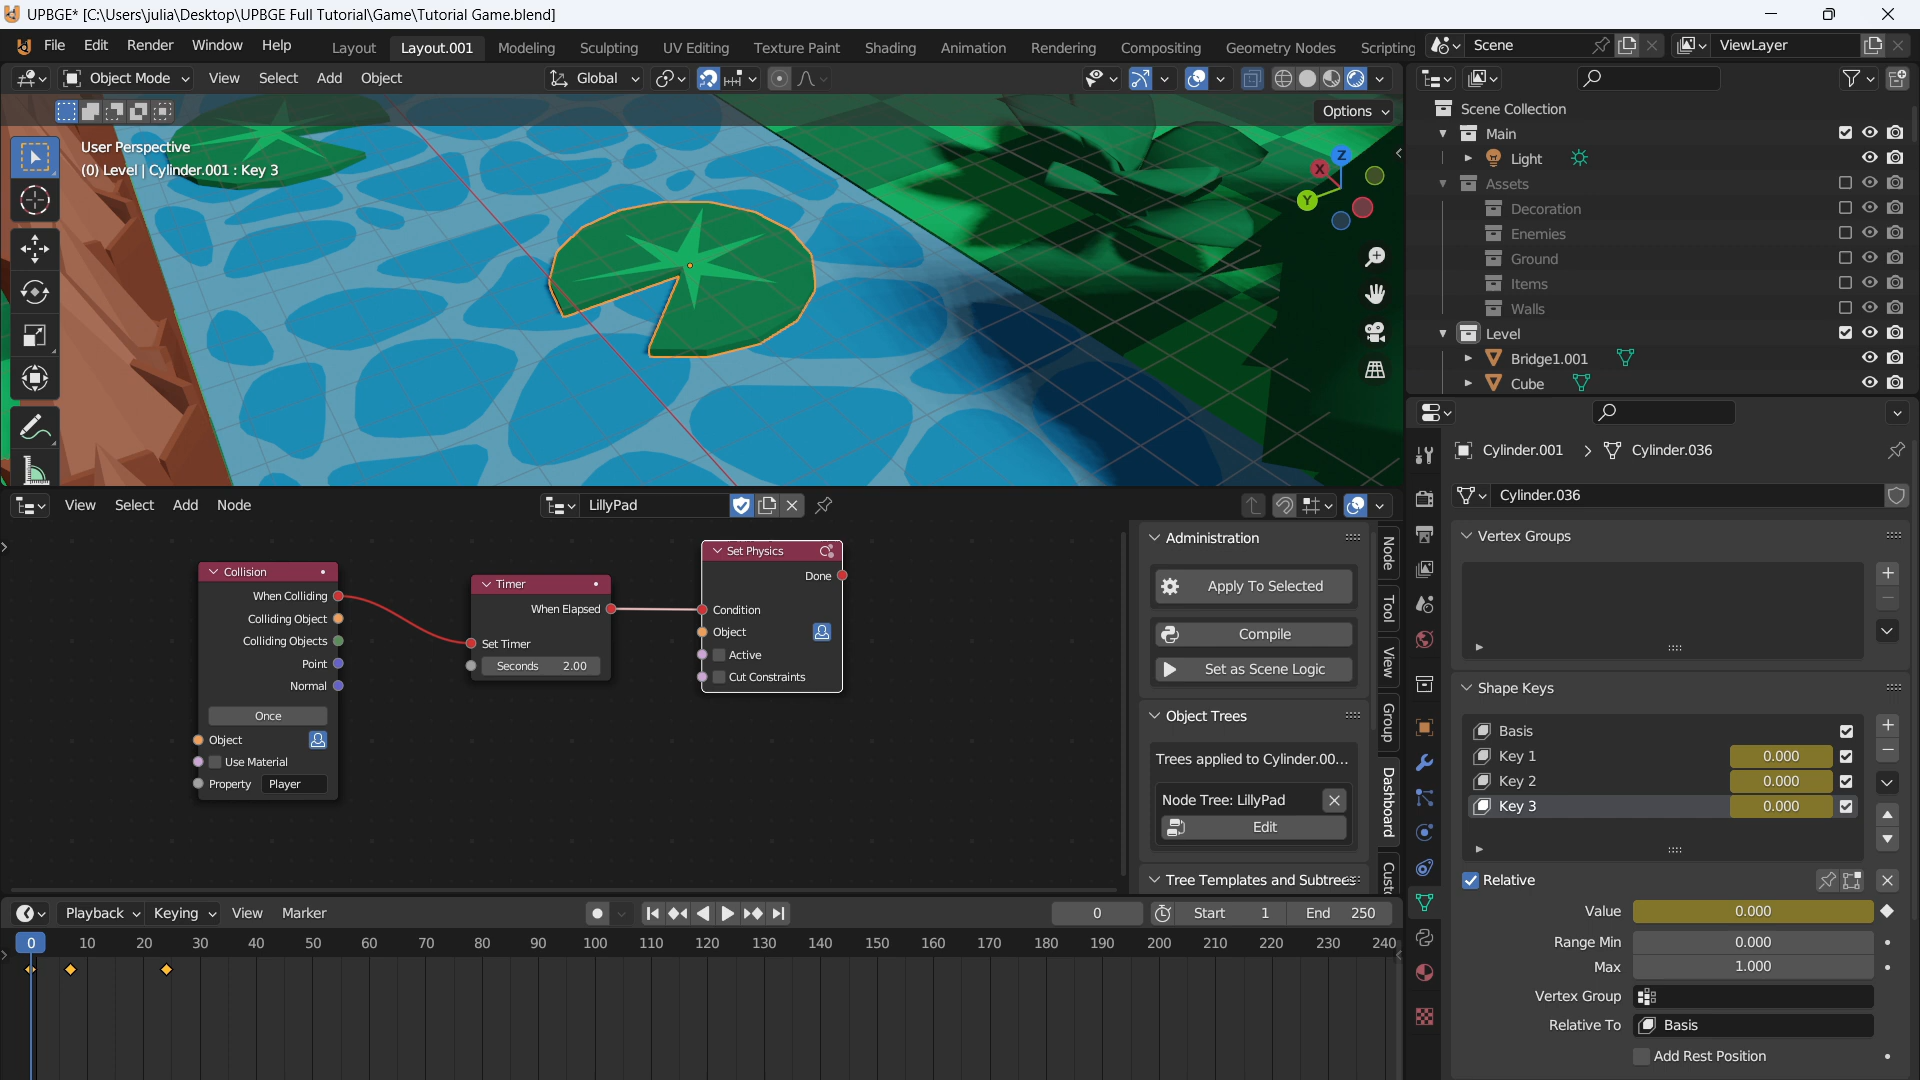 UPBGE* [C:\Users\julia\Desktop\UPBGE Full Tutorial\Game\Tutorial Game.blend]
File Edit Render Window Help Layout Layout.001 Modeling Sculpting UV Editing Texture Paint Shading Animation Rendering Compositing Geometry Nodes Scripting Scene ViewLayer
Object Mode View Select Add Object Global
Options
User Perspective
(0) Level | Cylinder.001 : Key 3
Z
X
Y
Scene Collection
Main
Light
Assets
Decoration
Enemies
Ground
Items
Walls
Level
Bridge1.001
Cube
View Select Add Node LillyPad
Collision
When Colliding
Colliding Object
Colliding Objects
Point
Normal
Once
Object
Use Material
Property Player
Timer
When Elapsed
Set Timer
Seconds 2.00
Set Physics
Done
Condition
Object
Active
Cut Constraints
Administration
Apply To Selected
Compile
Set as Scene Logic
Object Trees
Trees applied to Cylinder.00...
Node Tree: LillyPad
Edit
Tree Templates and Subtrees
Node
Tool
View
Group
Dashboard
Cust
Cylinder.001 Cylinder.036
Cylinder.036
Vertex Groups
Shape Keys
Basis
Key 1 0.000
Key 2 0.000
Key 3 0.000
Relative
Value 0.000
Range Min 0.000
Max 1.000
Vertex Group
Relative To Basis
Add Rest Position
Playback Keying View Marker 0 Start 1 End 250
0 10 20 30 40 50 60 70 80 90 100 110 120 130 140 150 160 170 180 190 200 210 220 230 240